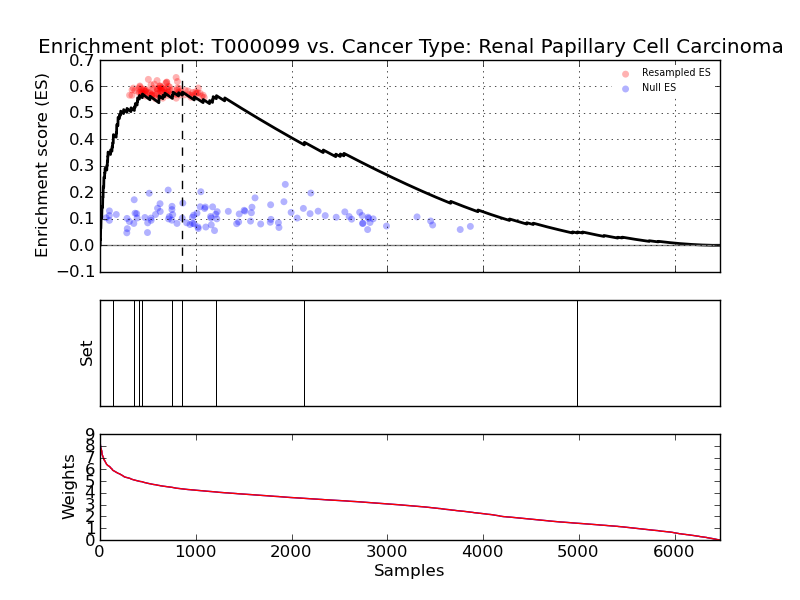 Enrichment plot: T000099 vs. Cancer Type: Renal Papillary Cell Carcinoma
Enrichment score (ES)
0.7
0.6
0.5
0.4
0.3
0.2
0.1
0.0
−0.1
Resampled ES
Null ES
Set
Weights
9
8
7
6
5
4
3
2
1
0
0 1000 2000 3000 4000 5000 6000
Samples